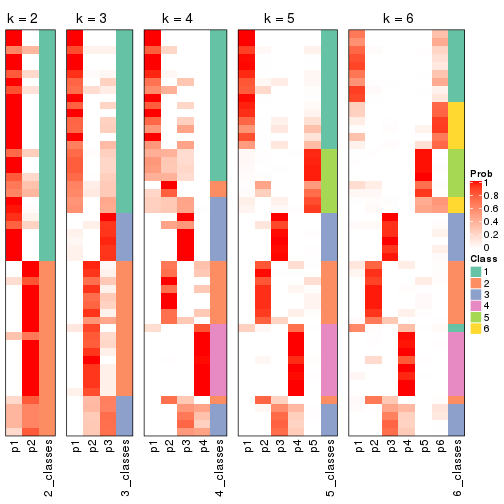 k = 2
k = 3
k = 4
k = 5
k = 6
Prob
1
0.8
0.6
0.4
0.2
0
Class
1
2
3
4
5
6
p1
p2
2_classes
p1
p2
p3
3_classes
p1
p2
p3
p4
4_classes
p1
p2
p3
p4
p5
5_classes
p1
p2
p3
p4
p5
p6
6_classes